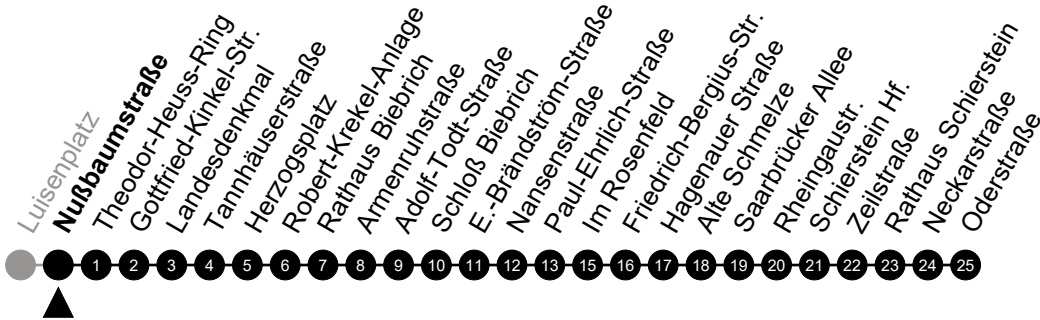 Luisenplatz
Nußbaumstraße
Theodor-Heuss-Ring
Gottfried-Kinkel-Str.
Landesdenkmal
Tannhäuserstraße
Herzogsplatz
Robert-Krekel-Anlage
Rathaus Biebrich
Armenruhstraße
Adolf-Todt-Straße
Schloß Biebrich
E.-Brändström-Straße
Nansenstraße
Paul-Ehrlich-Straße
Im Rosenfeld
Friedrich-Bergius-Str.
Hagenauer Straße
Alte Schmelze
Saarbrücker Allee
Rheingaustr.
Schierstein Hf.
Zeilstraße
Rathaus Schierstein
Neckarstraße
Oderstraße
1 2 3 4 5 6 7 8 9 10 11 12 13 15 16 17 18 19 20 21 22 23 24 25